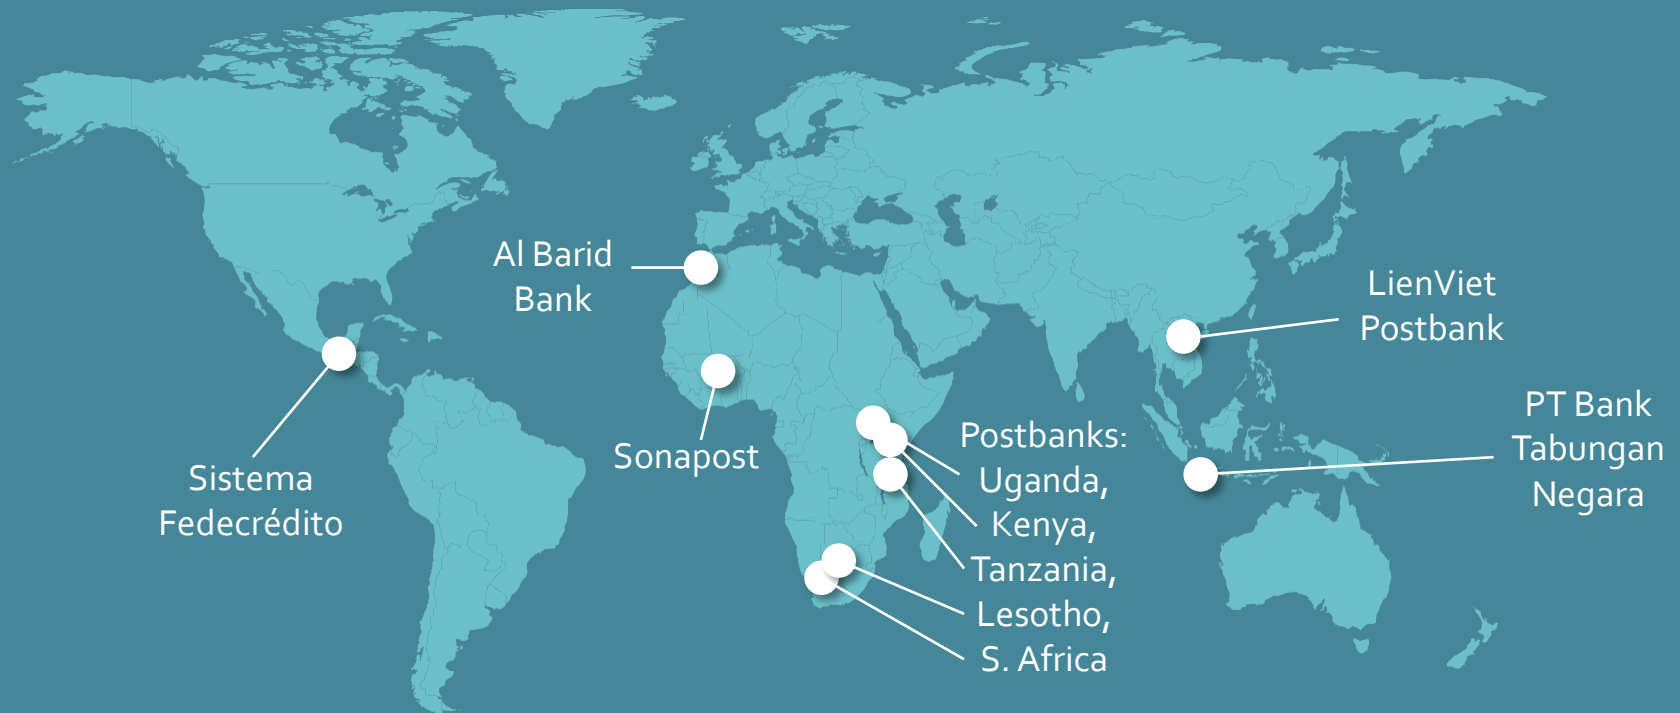 Al Barid
Bank
LienViet
Postbank
Sistema
Fedecrédito
Sonapost
Postbanks:
Uganda,
Kenya,
Tanzania,
Lesotho,
S. Africa
PT Bank
Tabungan
Negara